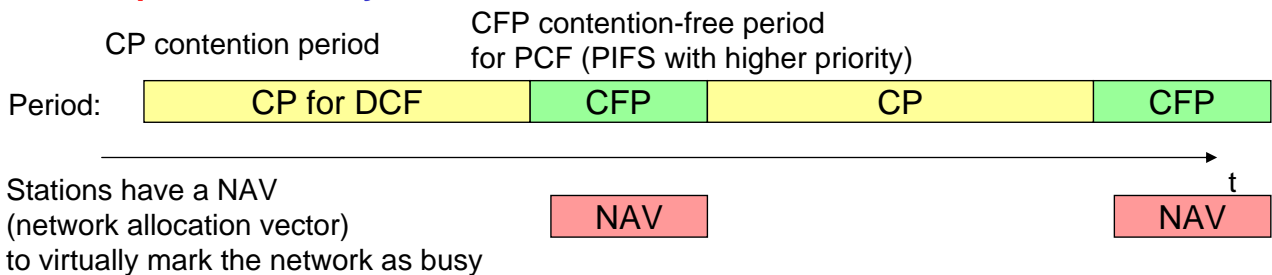 CP contention period
CFP contention-free period
for PCF (PIFS with higher priority)
Period:
CP for DCF
CFP
CP
CFP
t
Stations have a NAV
(network allocation vector)
to virtually mark the network as busy
NAV
NAV